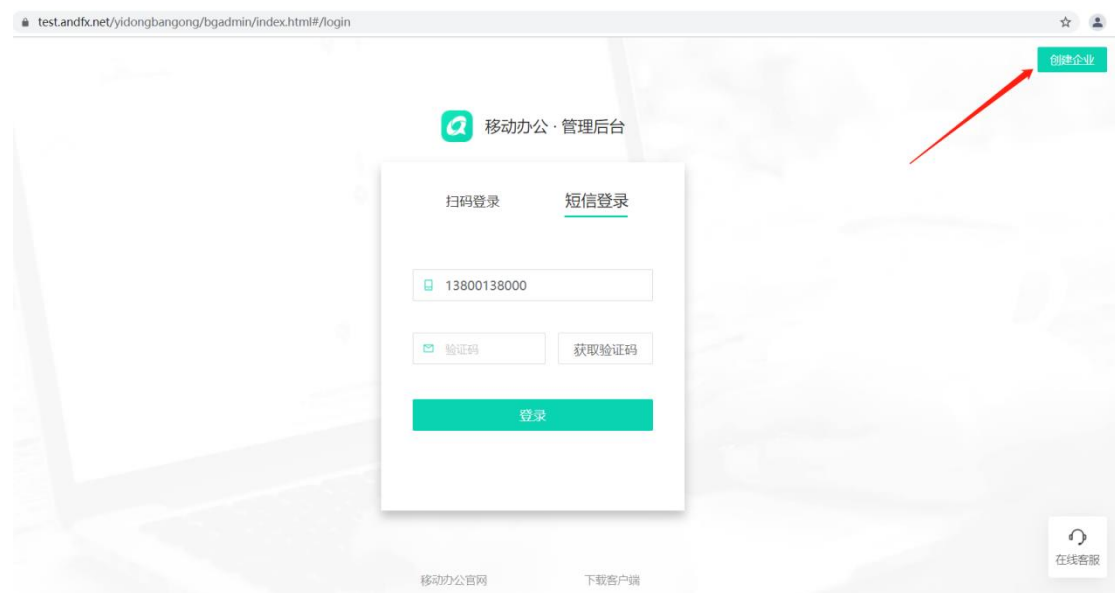 test.andfx.net/yidongbangong/bgadmin/index.html#/login
创建企业
移动办公 · 管理后台
扫码登录 短信登录
13800138000
验证码 获取验证码
登录
在线客服
移动办公官网 下载客户端